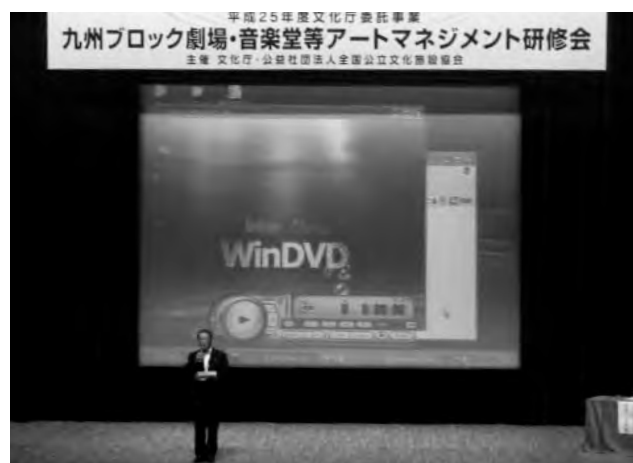 平成25年度文化庁委託事業
九州ブロック劇場・音楽堂等アートマネジメント研修会
主催 文化庁・公益社団法人全国公立文化施設協会
WinDVD